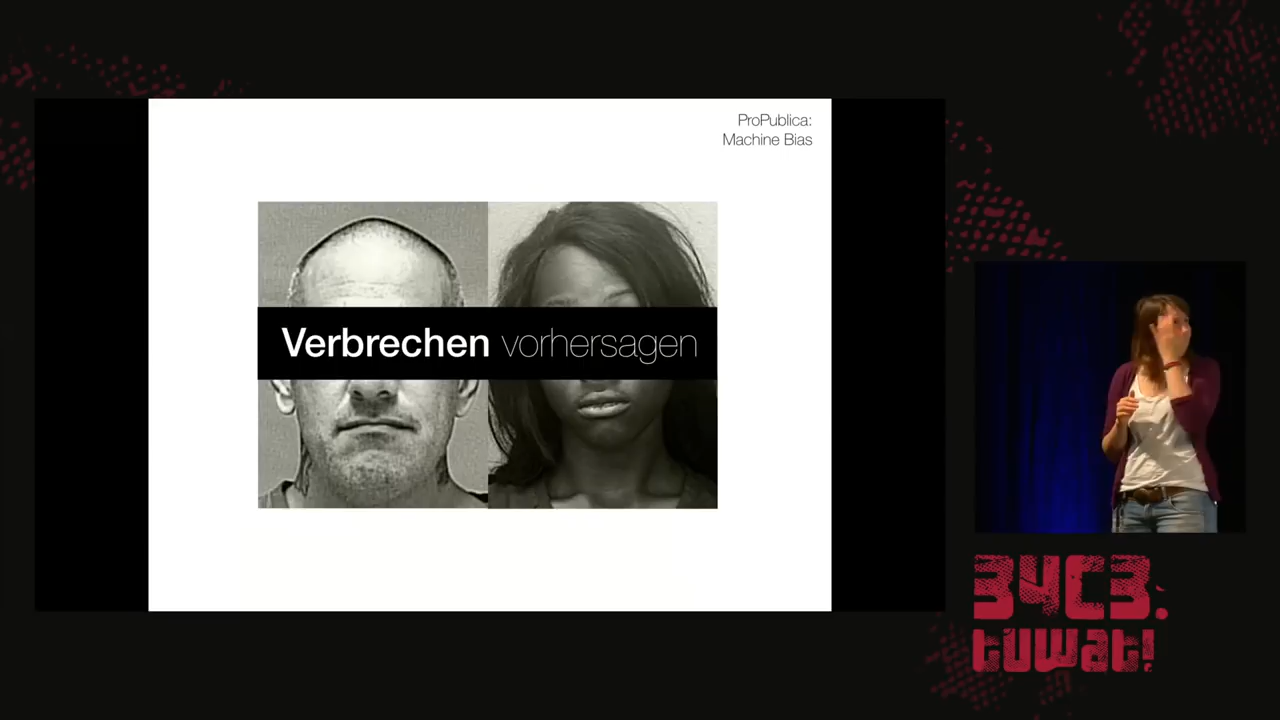 ProPublica:
Machine Bias
Verbrechen vorhersagen
34C3.
tuwat!